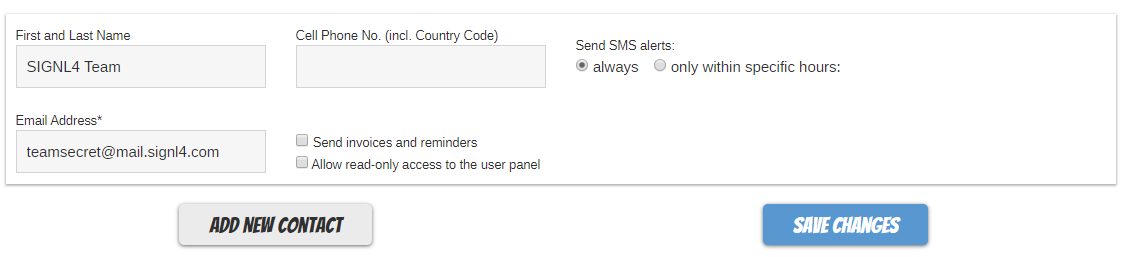 First and Last Name
SIGNL4 Team
Cell Phone No. (incl. Country Code)
Send SMS alerts:
always
only within specific hours:
Email Address*
teamsecret@mail.signl4.com
Send invoices and reminders
Allow read-only access to the user panel
ADD NEW CONTACT
SAVE CHANGES